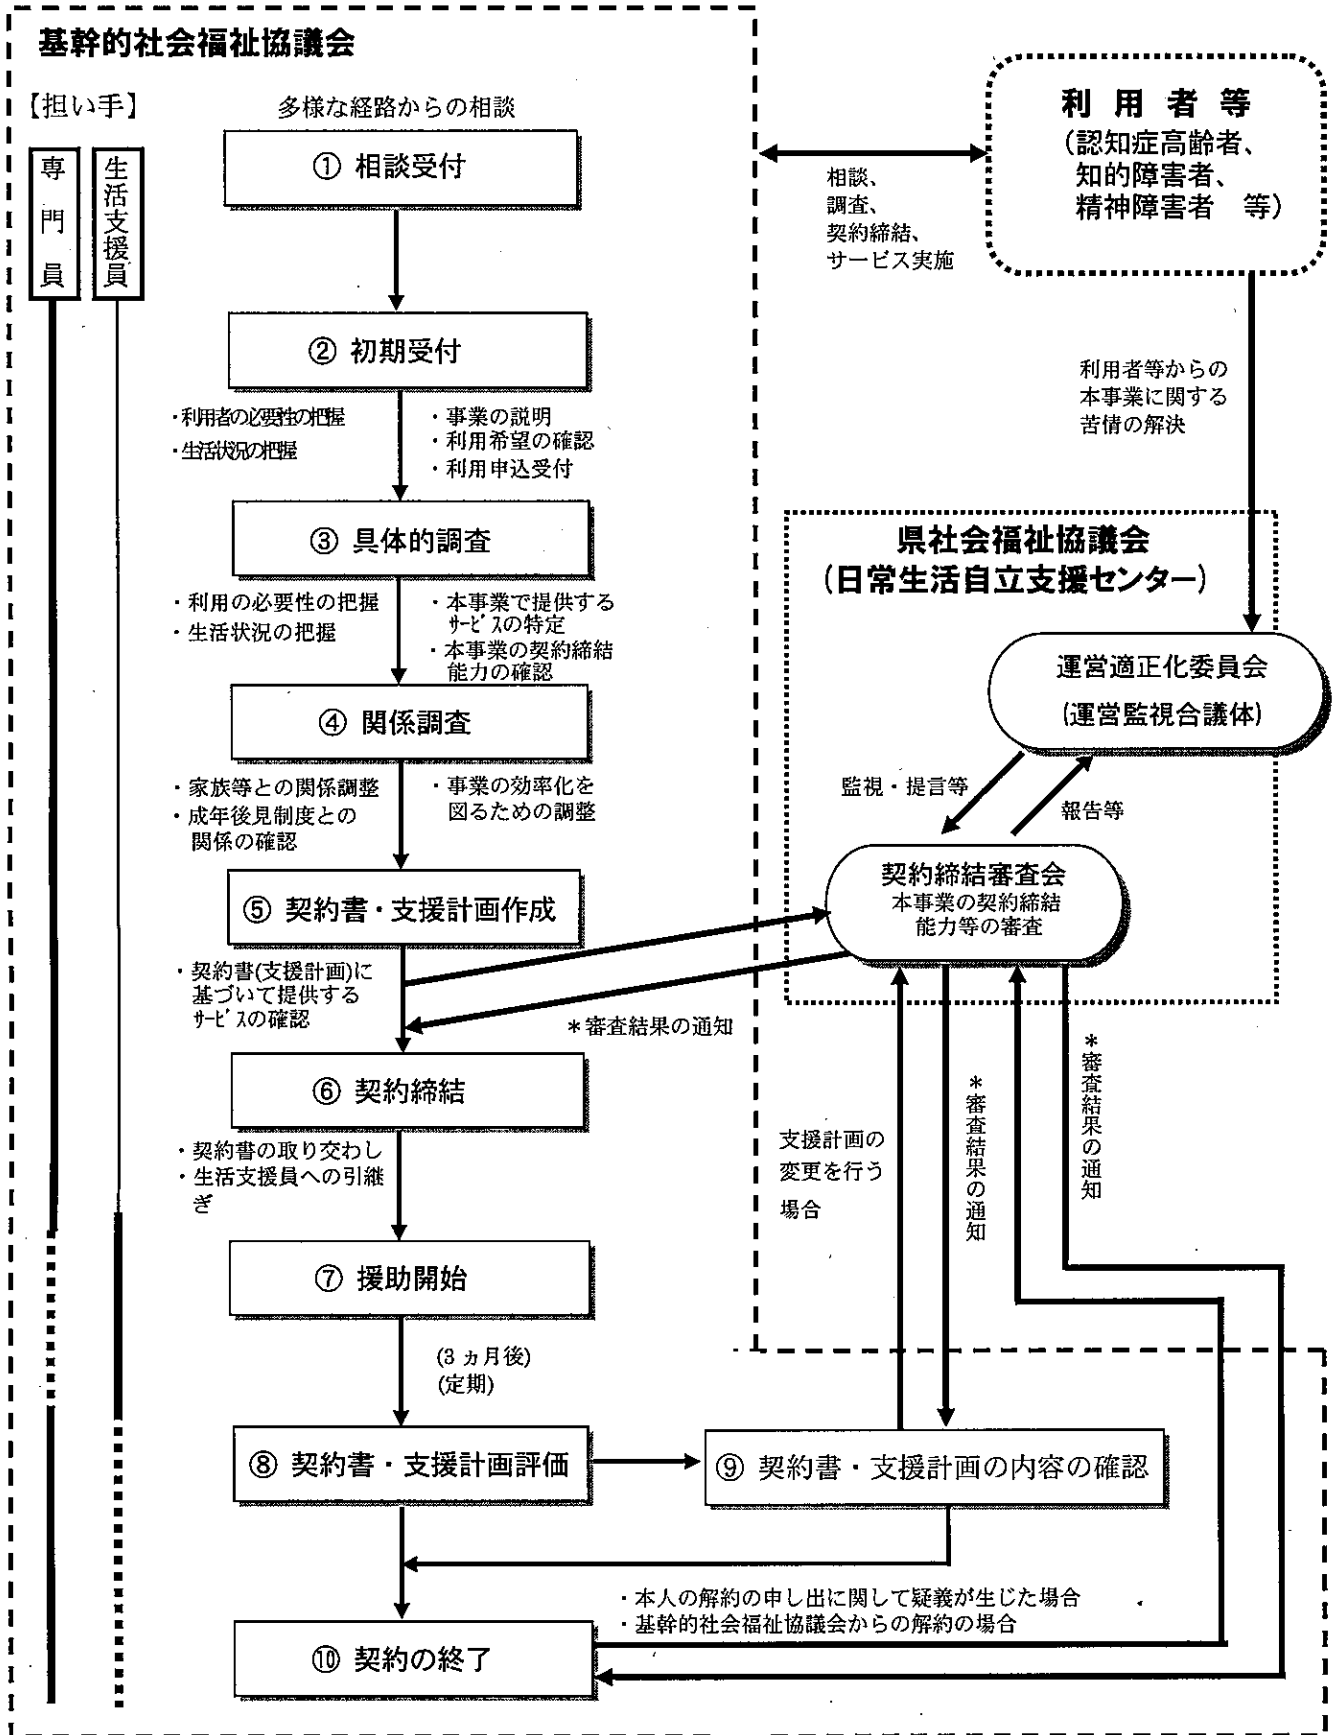 基幹的社会福祉協議会
【担い手】
専門員
生活支援員
多様な経路からの相談
① 相談受付
② 初期受付
・利用者の必要性の把握
・生活状況の把握
・事業の説明
・利用希望の確認
・利用申込受付
③ 具体的調査
・利用の必要性の把握
・生活状況の把握
・本事業で提供する
サービスの特定
・本事業の契約締結
能力の確認
④ 関係調査
・家族等との関係調整
・成年後見制度との
関係の確認
・事業の効率化を
図るための調整
⑤ 契約書・支援計画作成
・契約書(支援計画)に
基づいて提供する
サービスの確認
*審査結果の通知
⑥ 契約締結
・契約書の取り交わし
・生活支援員への引継
ぎ
⑦ 援助開始
(3ヵ月後)
(定期)
⑧ 契約書・支援計画評価
⑨ 契約書・支援計画の内容の確認
・本人の解約の申し出に関して疑義が生じた場合
・基幹的社会福祉協議会からの解約の場合
⑩ 契約の終了
利用者等
(認知症高齢者、
知的障害者、
精神障害者 等)
相談、
調査、
契約締結、
サービス実施
利用者等からの
本事業に関する
苦情の解決
県社会福祉協議会
(日常生活自立支援センター)
運営適正化委員会
(運営監視合議体)
監視・提言等
報告等
契約締結審査会
本事業の契約締結
能力等の審査
支援計画の
変更を行う
場合
*審査結果の通知
*審査結果の通知